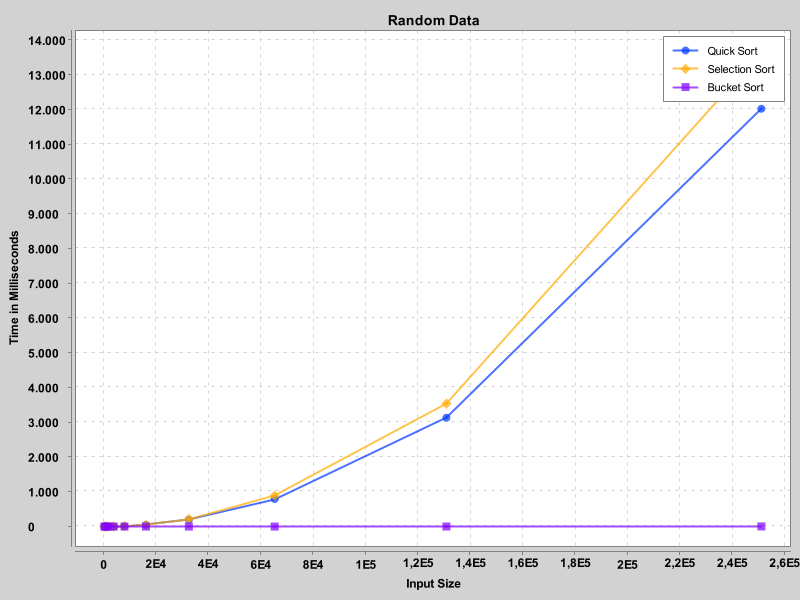 Random Data
Quick Sort
Selection Sort
Bucket Sort
Time in Milliseconds
14.000
13.000
12.000
11.000
10.000
9.000
8.000
7.000
6.000
5.000
4.000
3.000
2.000
1.000
0
0 2E4 4E4 6E4 8E4 1E5 1,2E5 1,4E5 1,6E5 1,8E5 2E5 2,2E5 2,4E5 2,6E5
Input Size